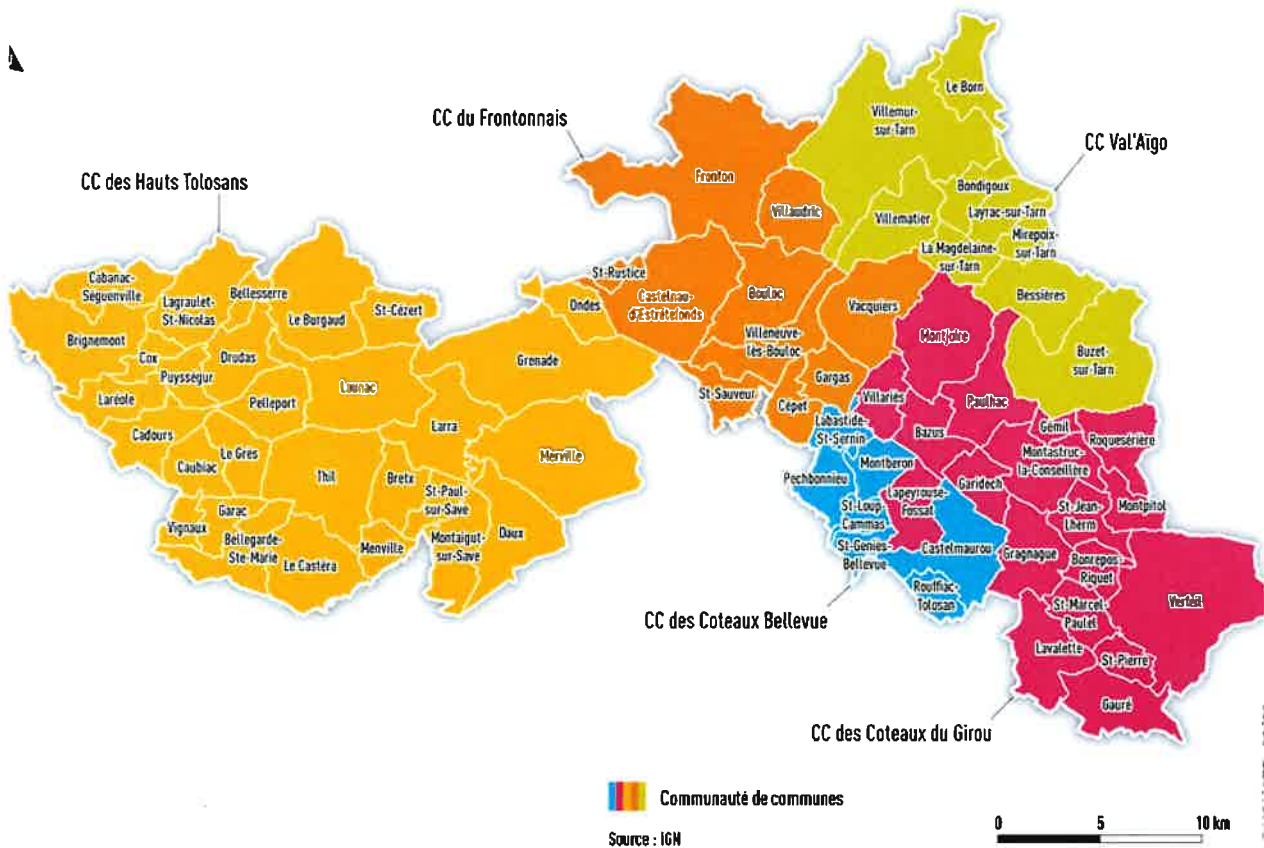 CC du Frontonnais
CC Val'Aïgo
CC des Hauts Tolosans
CC des Coteaux Bellevue
CC des Coteaux du Girou
Le Born
Villemur-
sur-Tarn
Bondigoux
Layrac-sur-Tarn
Villematier
Mirepoix-
sur-Tarn
La Magdelaine-
sur-Tarn
Bessières
Buzet-
sur-Tarn
Fronton
Villaudric
St-Rustice
Castelnau-
d'Estrétefonds
Bouloc
Vacquiers
Villeneuve-
lès-Bouloc
Gargas
St-Sauveur
Cépet
Cabanac-
Séguenville
Lagraulet-
St-Nicolas
Bellesserre
Le Burgaud
St-Cézert
Ondes
Brignemont
Cox
Drudas
Puysségur
Launac
Grenade
Laréole
Pelleport
Larra
Cadours
Le Grès
Caubiac
Thil
Bretx
Merville
St-Paul-
sur-Save
Garac
Vignaux
Bellegarde-
Ste-Marie
Le Castéra
Menville
Montaigut-
sur-Save
Daux
Labastide-
St-Sernin
Montberon
Pechbonnieu
St-Loup-
Cammas
St-Geniès-
Bellevue
Castelmaurou
Rouffiac-
Tolosan
Montjoire
Villariès
Paulhac
Bazus
Gémil
Roquesérière
Montastruc-
la-Conseillère
Garidech
Lapeyrouse-
Fossat
St-Jean-
Lherm
Montpitol
Gragnague
Bonrepos-
Riquet
St-Marcel-
Paulel
Verfeil
Lavalette
St-Pierre
Gauré
Communauté de communes
Source : IGN
0 5 10 km